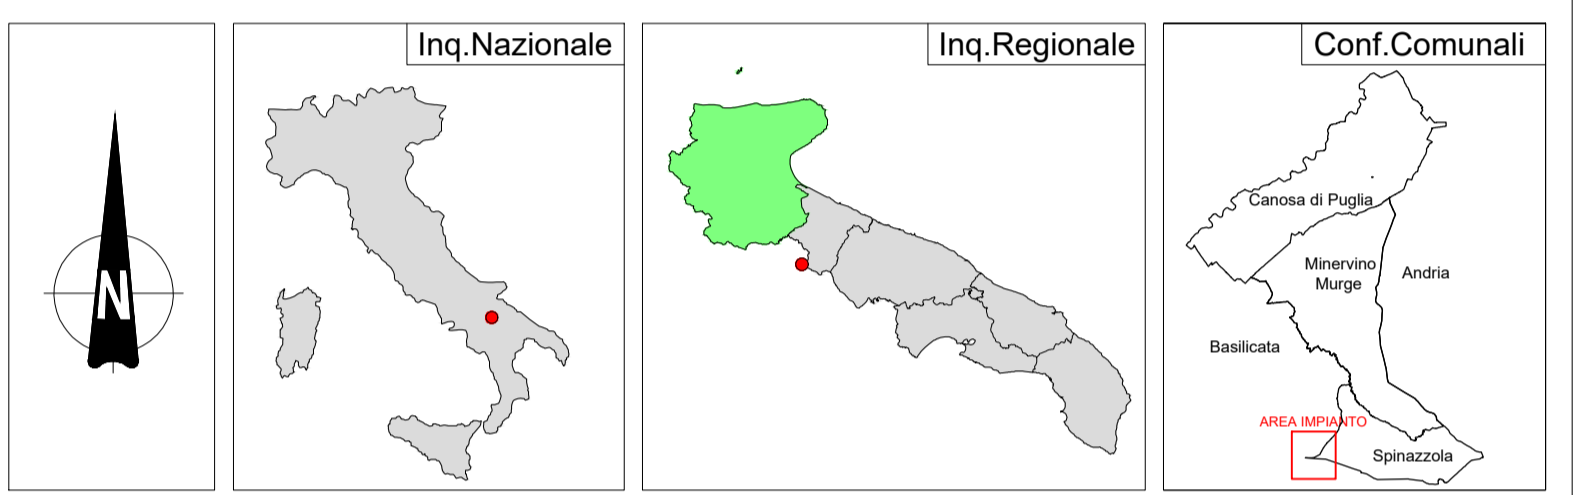 N
Inq.Nazionale
Inq.Regionale
Conf.Comunali
Canosa di Puglia
Minervino
Murge
Andria
Basilicata
AREA IMPIANTO
Spinazzola